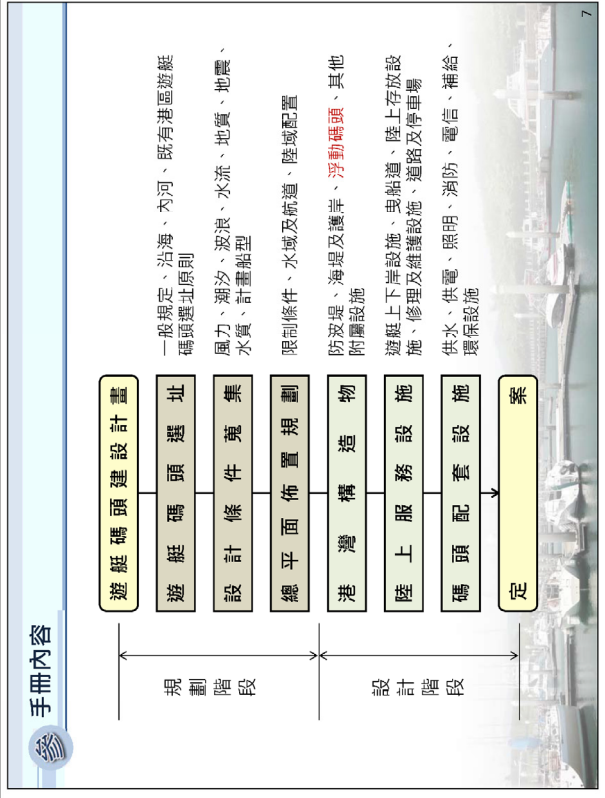 參
手冊內容
規劃階段
設計階段
遊艇碼頭建設計畫
遊艇碼頭選址
一般規定、沿海、內河、既有港區遊艇
碼頭選址原則
設計條件蒐集
風力、潮汐、波浪、水流、地質、地震、
水質、計畫船型
總平面佈置規劃
限制條件、水域及航道、陸域配置
港灣構造物
防波堤、海堤及護岸、浮動碼頭、其他
附屬設施
陸上服務設施
遊艇上下岸設施、曳船道、陸上存放設
施、修理及維護設施、道路及停車場
碼頭配套設施
供水、供電、照明、消防、電信、補給、
環保設施
定案
7